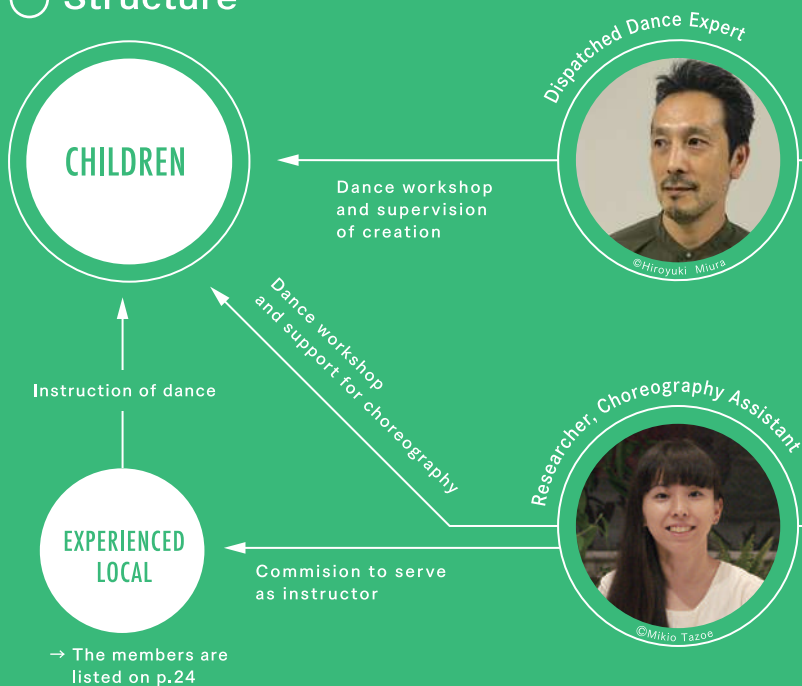 Structure
CHILDREN
Dispatched Dance Expert
Dance workshop
and supervision
of creation
©Hiroyuki Miura
Dance workshop
and support for choreography
Instruction of dance
Researcher, Choreography Assistant
EXPERIENCED
LOCAL
Commision to serve
as instructor
©Mikio Tazoe
→ The members are
listed on p.24